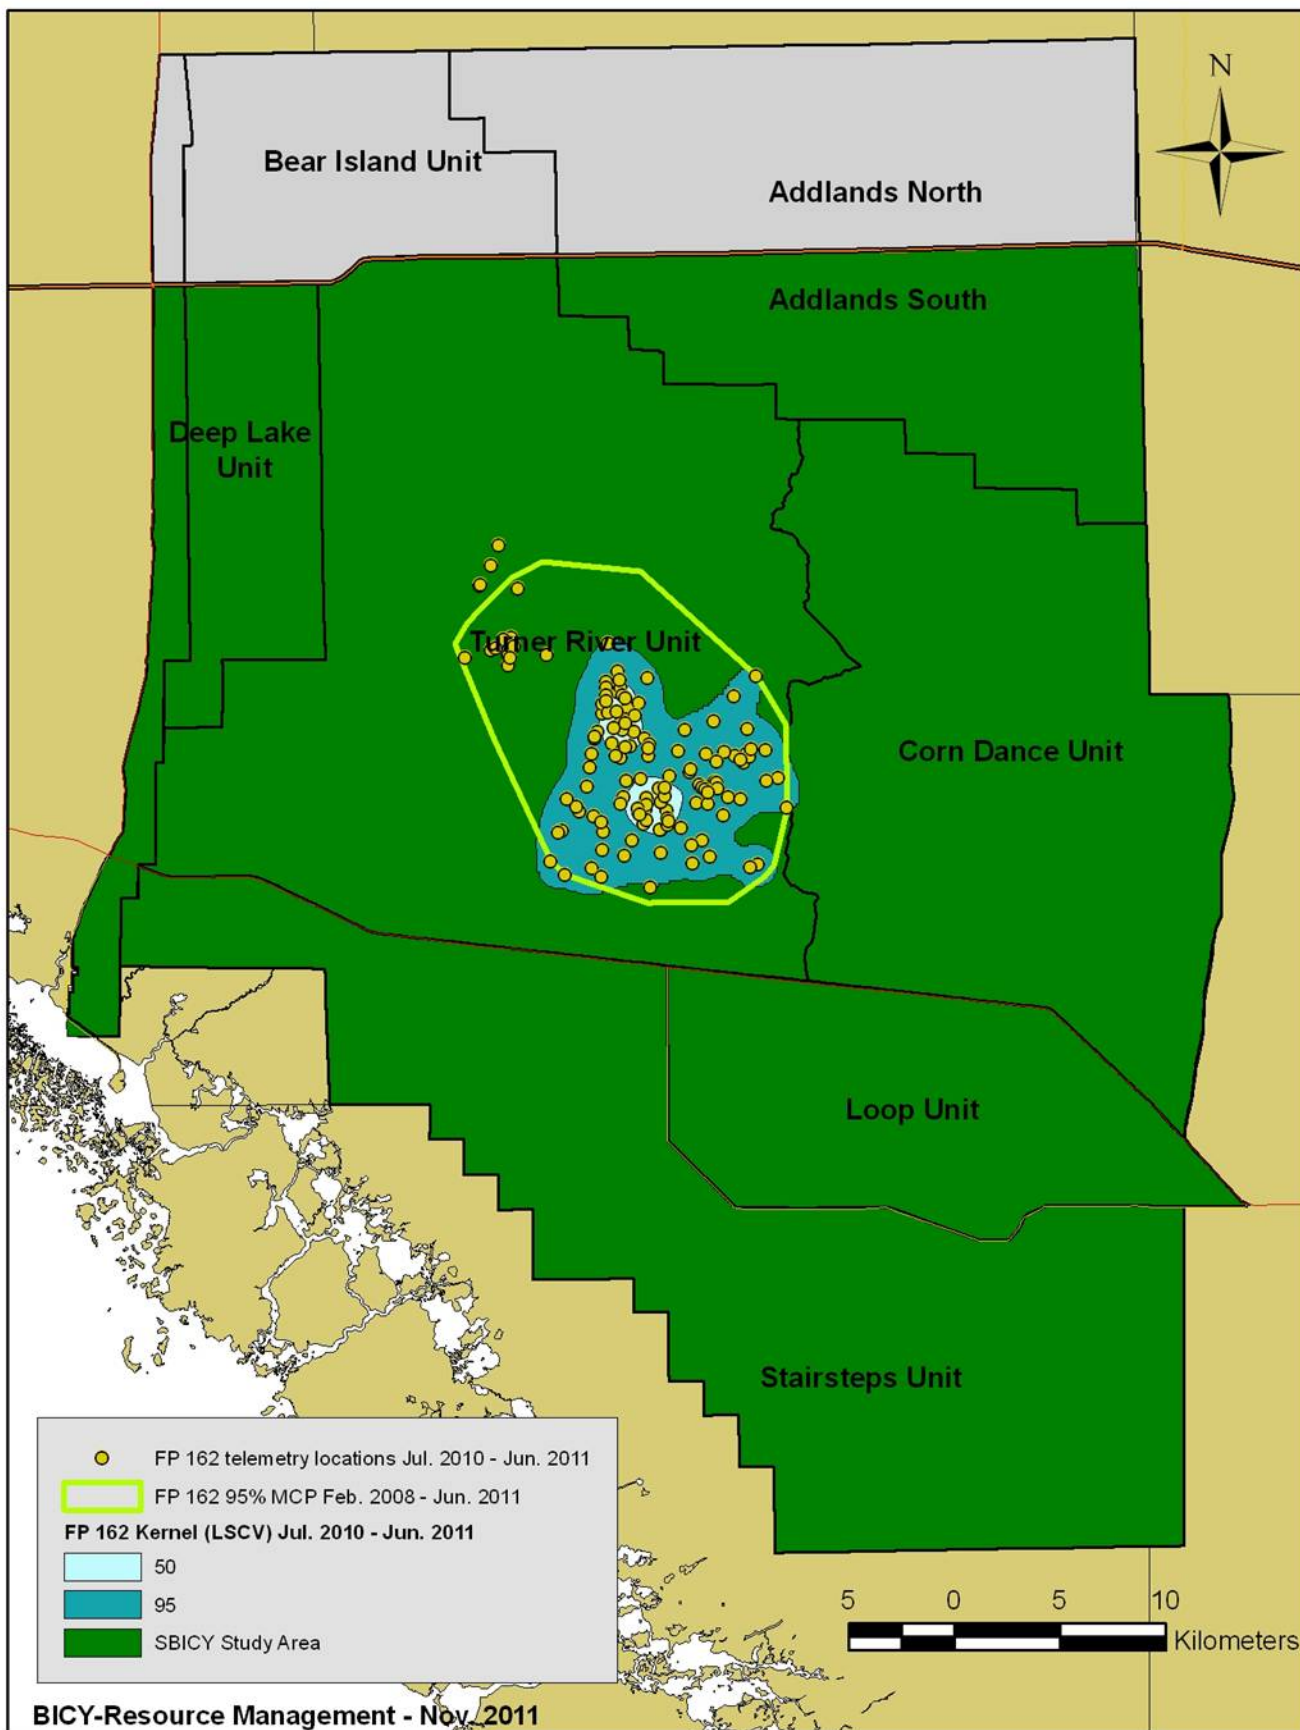 N
Bear Island Unit
Addlands North
Addlands South
Deep Lake
Unit
Turner River Unit
Corn Dance Unit
Loop Unit
Stairsteps Unit
FP 162 telemetry locations Jul. 2010 - Jun. 2011
FP 162 95% MCP Feb. 2008 - Jun. 2011
FP 162 Kernel (LSCV) Jul. 2010 - Jun. 2011
50
95
SBICY Study Area
5 0 5 10
Kilometers
BICY-Resource Management - Nov. 2011